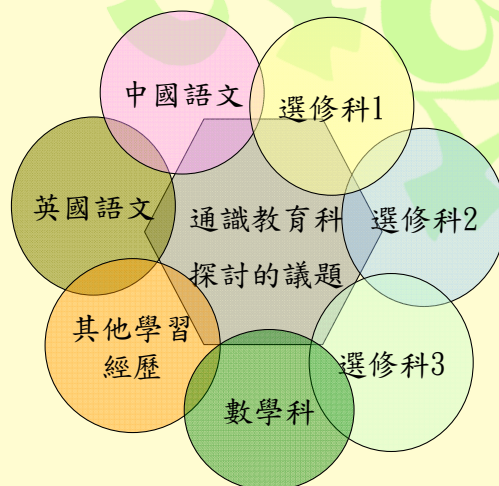 中國語文
選修科1
英國語文
通識教育科
探討的議題
選修科2
其他學習
經歷
選修科3
數學科